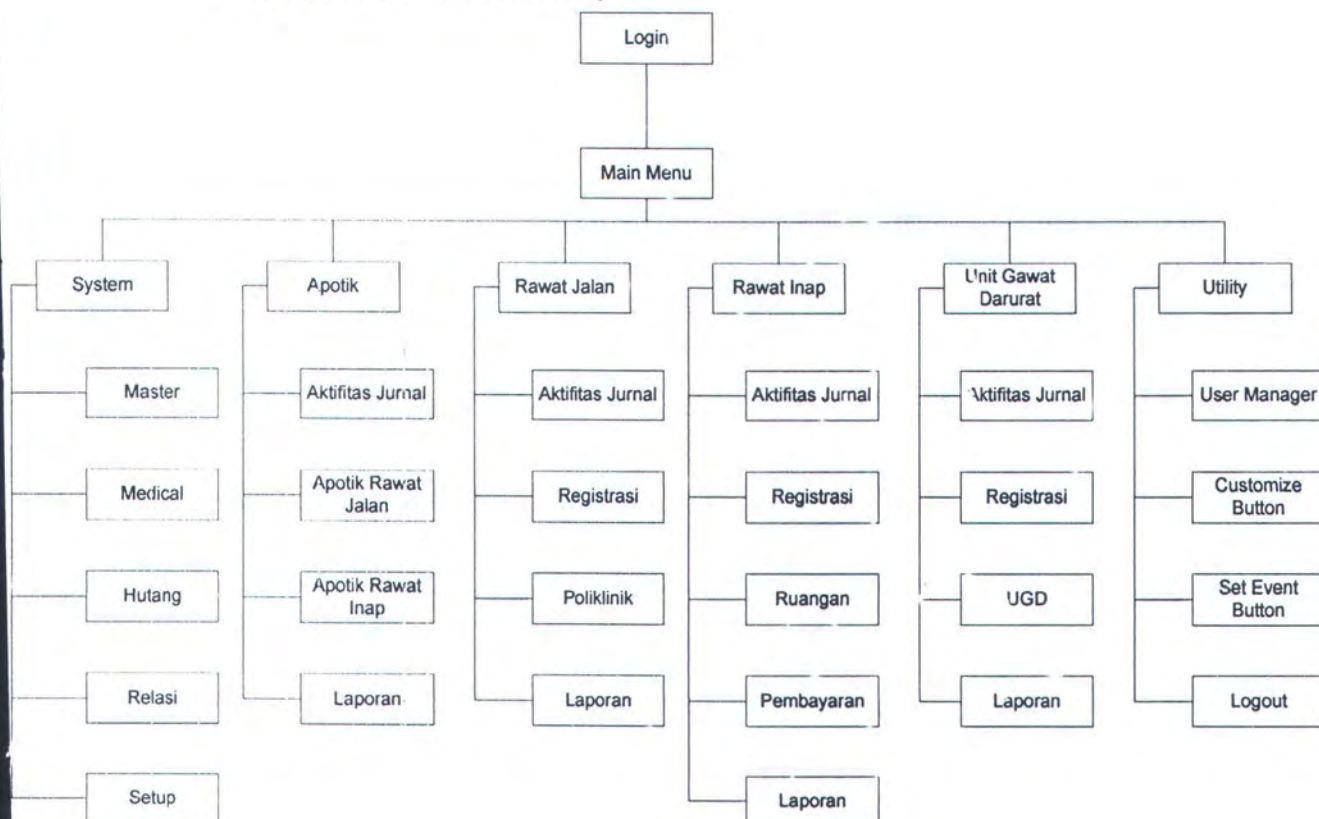 Login
Main Menu
System
Apotik
Rawat Jalan
Rawat Inap
Unit Gawat
Darurat
Utility
Master
Aktifitas Jurnal
Aktifitas Jurnal
Aktifitas Jurnal
Aktifitas Jurnal
User Manager
Medical
Apotik Rawat
Jalan
Registrasi
Registrasi
Registrasi
Customize
Button
Hutang
Apotik Rawat
Inap
Poliklinik
Ruangan
UGD
Set Event
Button
Relasi
Laporan
Laporan
Pembayaran
Laporan
Logout
Setup
Laporan